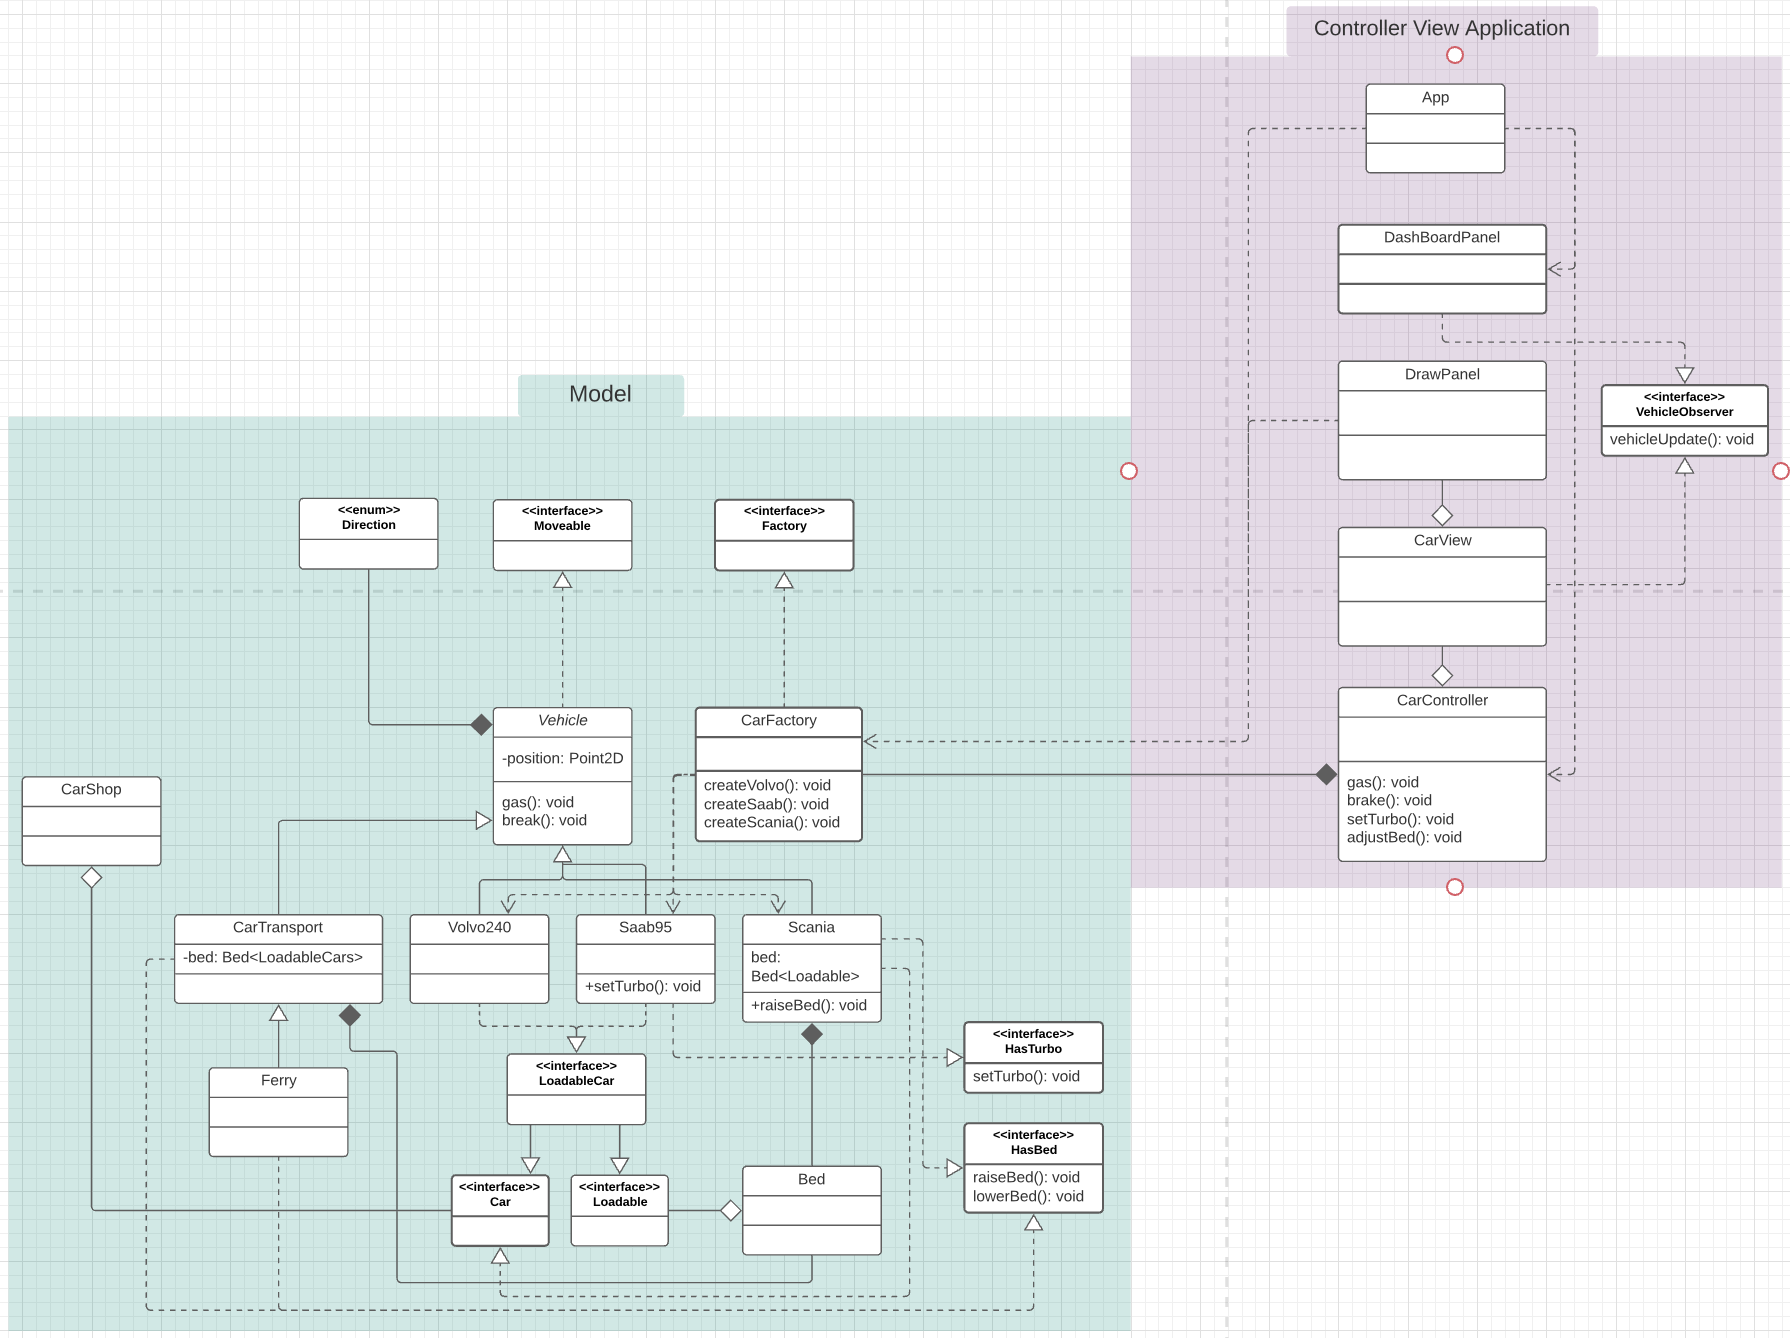 Controller View Application
App
DashBoardPanel
DrawPanel
<<interface>>
VehicleObserver
vehicleUpdate(): void
CarView
CarController
gas(): void
brake(): void
setTurbo(): void
adjustBed(): void
Model
<<enum>>
Direction
<<interface>>
Moveable
<<interface>>
Factory
Vehicle
-position: Point2D
gas(): void
break(): void
CarFactory
createVolvo(): void
createSaab(): void
createScania(): void
CarShop
CarTransport
-bed: Bed<LoadableCars>
Volvo240
Saab95
+setTurbo(): void
Scania
bed:
Bed<Loadable>
+raiseBed(): void
<<interface>>
HasTurbo
setTurbo(): void
Ferry
<<interface>>
LoadableCar
<<interface>>
HasBed
raiseBed(): void
lowerBed(): void
<<interface>>
Car
<<interface>>
Loadable
Bed